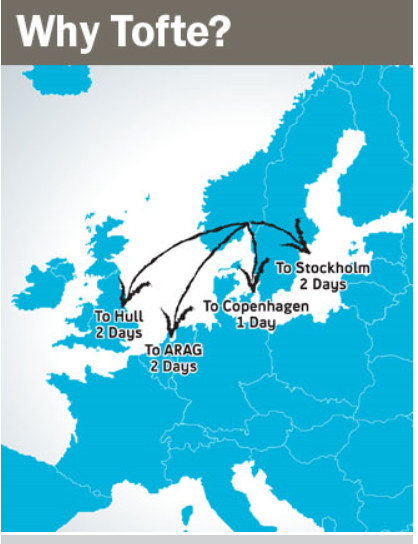 Why Tofte?
To Stockholm
2 Days
To Copenhagen
1 Day
To Hull
2 Days
To ARAG
2 Days